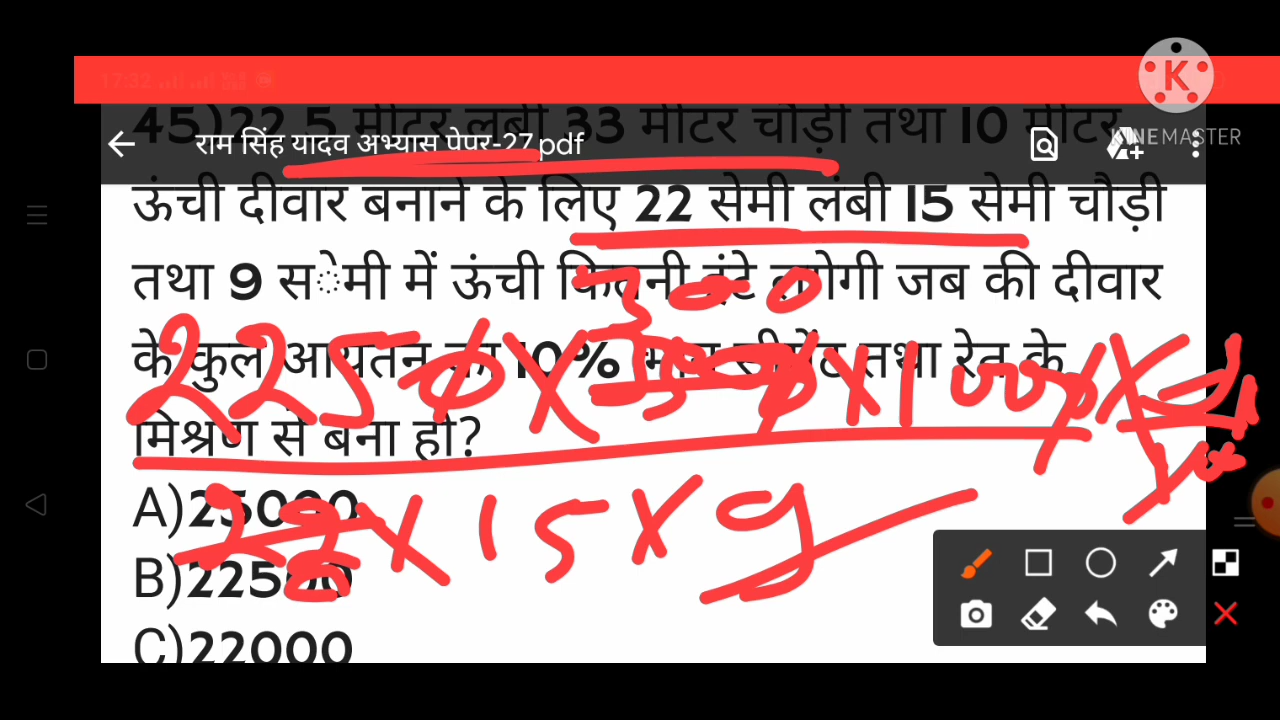 17:32
45)22.5 मीटर लंबी 33 मीटर चौड़ी तथा 10 मीटर
राम सिंह यादव अभ्यास पेपर-27.pdf
K
KINEMASTER
ऊंची दीवार बनाने के लिए 22 सेमी लंबी 15 सेमी चौड़ी
तथा 9 स ेमी में ऊंची कितनी इंटे लगेगी जब की दीवार
300
के कुल आयतन का 10% भाग सीमेंट तथा रेत के
2250 × 3300 × 1000 ×
मिश्रण से बना हो?
A)25000
22 × 15 × 9
B)22500
C)22000